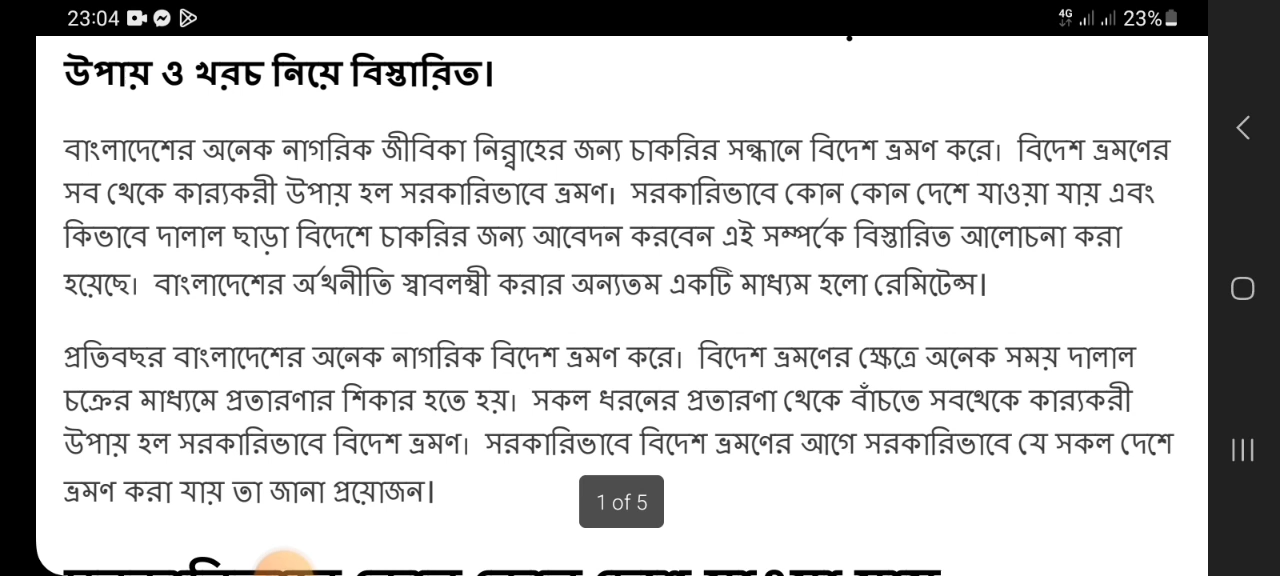 23:04
4G
23%
উপায় ও খরচ নিয়ে বিস্তারিত।
বাংলাদেশের অনেক নাগরিক জীবিকা নির্বাহের জন্য চাকরির সন্ধানে বিদেশ ভ্রমণ করে। বিদেশ ভ্রমণের
সব থেকে কার্যকরী উপায় হল সরকারিভাবে ভ্রমণ। সরকারিভাবে কোন কোন দেশে যাওয়া যায় এবং
কিভাবে দালাল ছাড়া বিদেশে চাকরির জন্য আবেদন করবেন এই সম্পর্কে বিস্তারিত আলোচনা করা
হয়েছে। বাংলাদেশের অর্থনীতি স্বাবলম্বী করার অন্যতম একটি মাধ্যম হলো রেমিটেন্স।
প্রতিবছর বাংলাদেশের অনেক নাগরিক বিদেশ ভ্রমণ করে। বিদেশ ভ্রমণের ক্ষেত্রে অনেক সময় দালাল
চক্রের মাধ্যমে প্রতারণার শিকার হতে হয়। সকল ধরনের প্রতারণা থেকে বাঁচতে সবথেকে কার্যকরী
উপায় হল সরকারিভাবে বিদেশ ভ্রমণ। সরকারিভাবে বিদেশ ভ্রমণের আগে সরকারিভাবে যে সকল দেশে
ভ্রমণ করা যায় তা জানা প্রয়োজন।
1 of 5